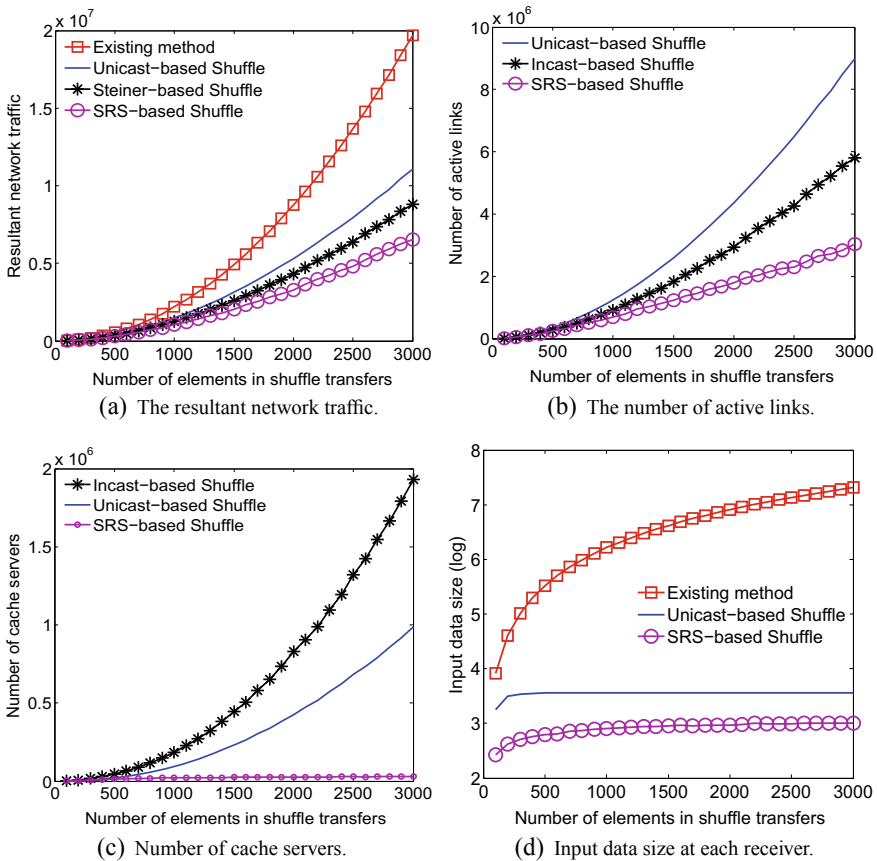 x 10^7
2
1.5
1
0.5
0
Resultant network traffic
Existing method
Unicast−based Shuffle
Steiner−based Shuffle
SRS−based Shuffle
0 500 1000 1500 2000 2500 3000
Number of elements in shuffle transfers
(a) The resultant network traffic.
x 10^6
10
8
6
4
2
0
Number of active links
Unicast−based Shuffle
Incast−based Shuffle
SRS−based Shuffle
0 500 1000 1500 2000 2500 3000
Number of elements in shuffle transfers
(b) The number of active links.
x 10^6
2
1.5
1
0.5
0
Number of cache servers
Incast−based Shuffle
Unicast−based Shuffle
SRS−based Shuffle
0 500 1000 1500 2000 2500 3000
Number of elements in shuffle transfers
(c) Number of cache servers.
8
7
6
5
4
3
2
Input data size (log)
Existing method
Unicast−based Shuffle
SRS−based Shuffle
0 500 1000 1500 2000 2500 3000
Number of elements in shuffle transfers
(d) Input data size at each receiver.